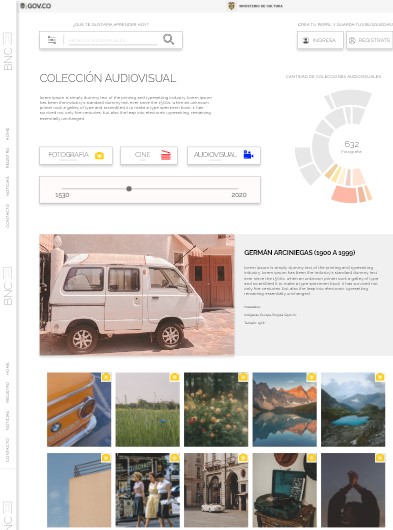 GOV.CO
MINISTERIO DE CULTURA
¿QUE TE GUSTARÍA APRENDER HOY?
CREA TU PERFIL Y GUARDA TUS BÚSQUEDAS
INGRESA
REGISTRATE
COLECCIÓN AUDIOVISUAL
CANTIDAD DE COLECCIONES AUDIOVISUALES
lorem ipsum is simply dummy text of the printing and typesetting industry. lorem ipsum
has been the industry's standard dummy text ever since the 1500s, when an unknown
printer took a galley of type and scrambled it to make a type specimen book. it has
survived not only five centuries, but also the leap into electronic typesetting, remaining
essentially unchanged.
632
Fotografía
FOTOGRAFÍA
CINE
AUDIOVISUAL
1530
2020
GERMÁN ARCINIEGAS (1900 A 1999)
lorem ipsum is simply dummy text of the printing and typesetting
industry. lorem ipsum has been the industry's standard dummy text
ever since the 1500s, when an unknown printer took a galley of type
and scrambled it to make a type specimen book. it has survived not
only five centuries, but also the leap into electronic typesetting,
remaining essentially unchanged.
BNC
HOME
REGISTRO
NOTICIAS
CONTACTO
BNC
HOME
REGISTRO
NOTICIAS
CONTACTO
BNC